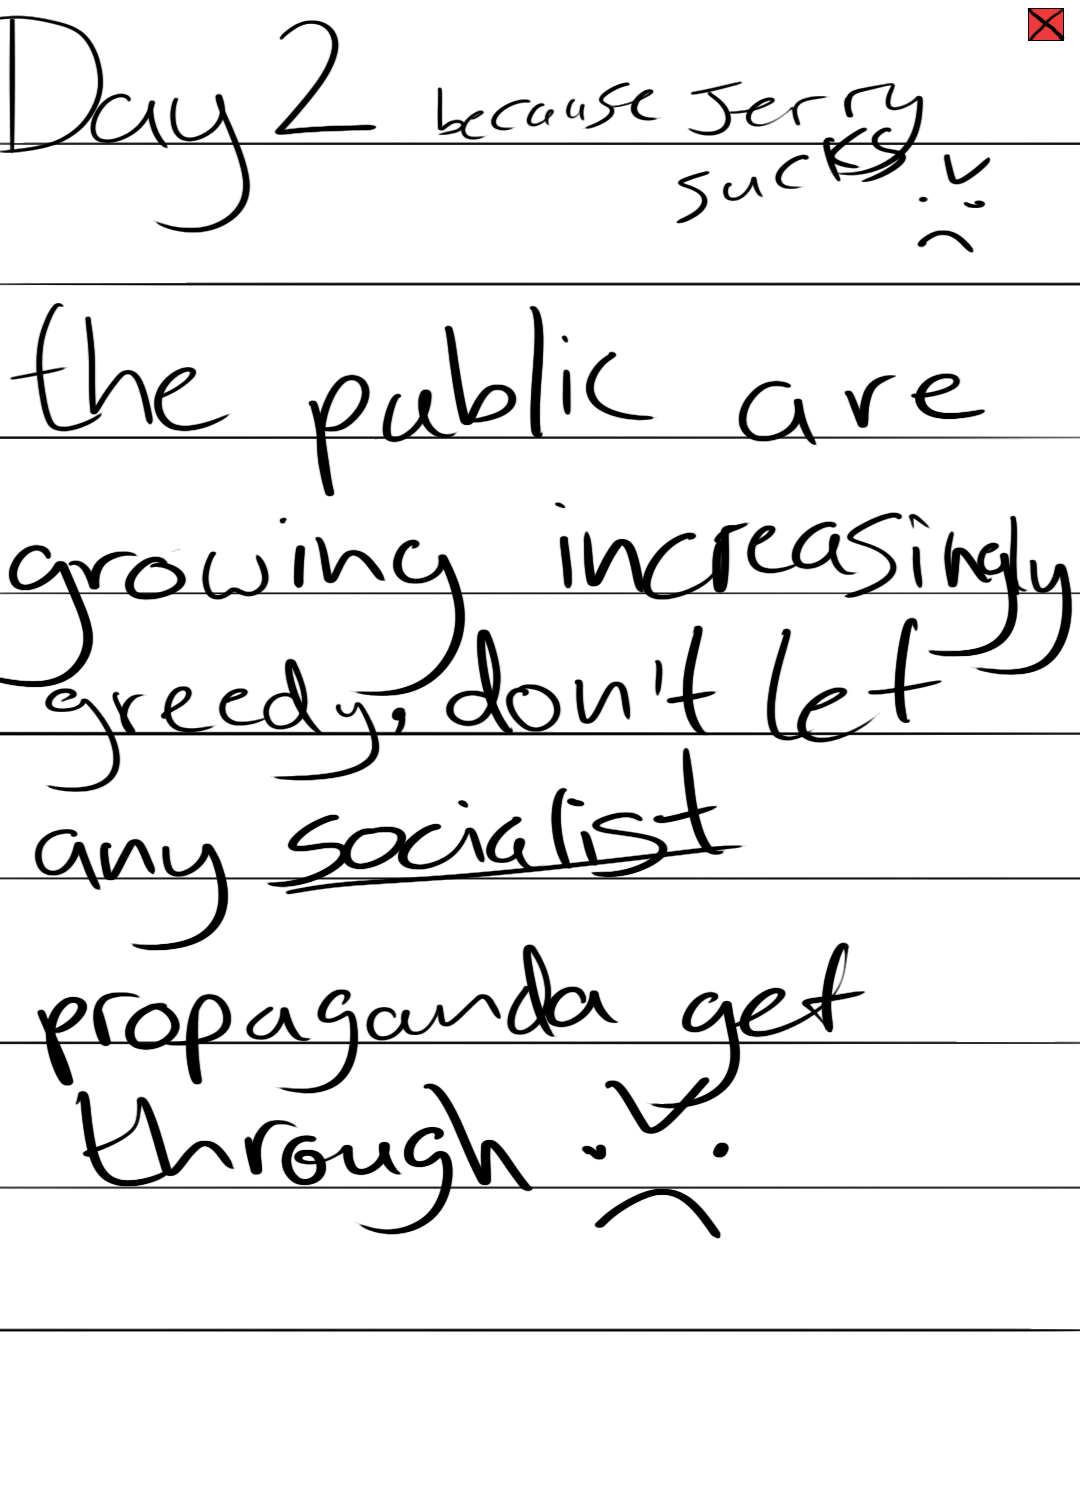 Day 2 because Jerry
sucks
the public are
growing increasingly
greedy, don't let
any socialist
propaganda get
through